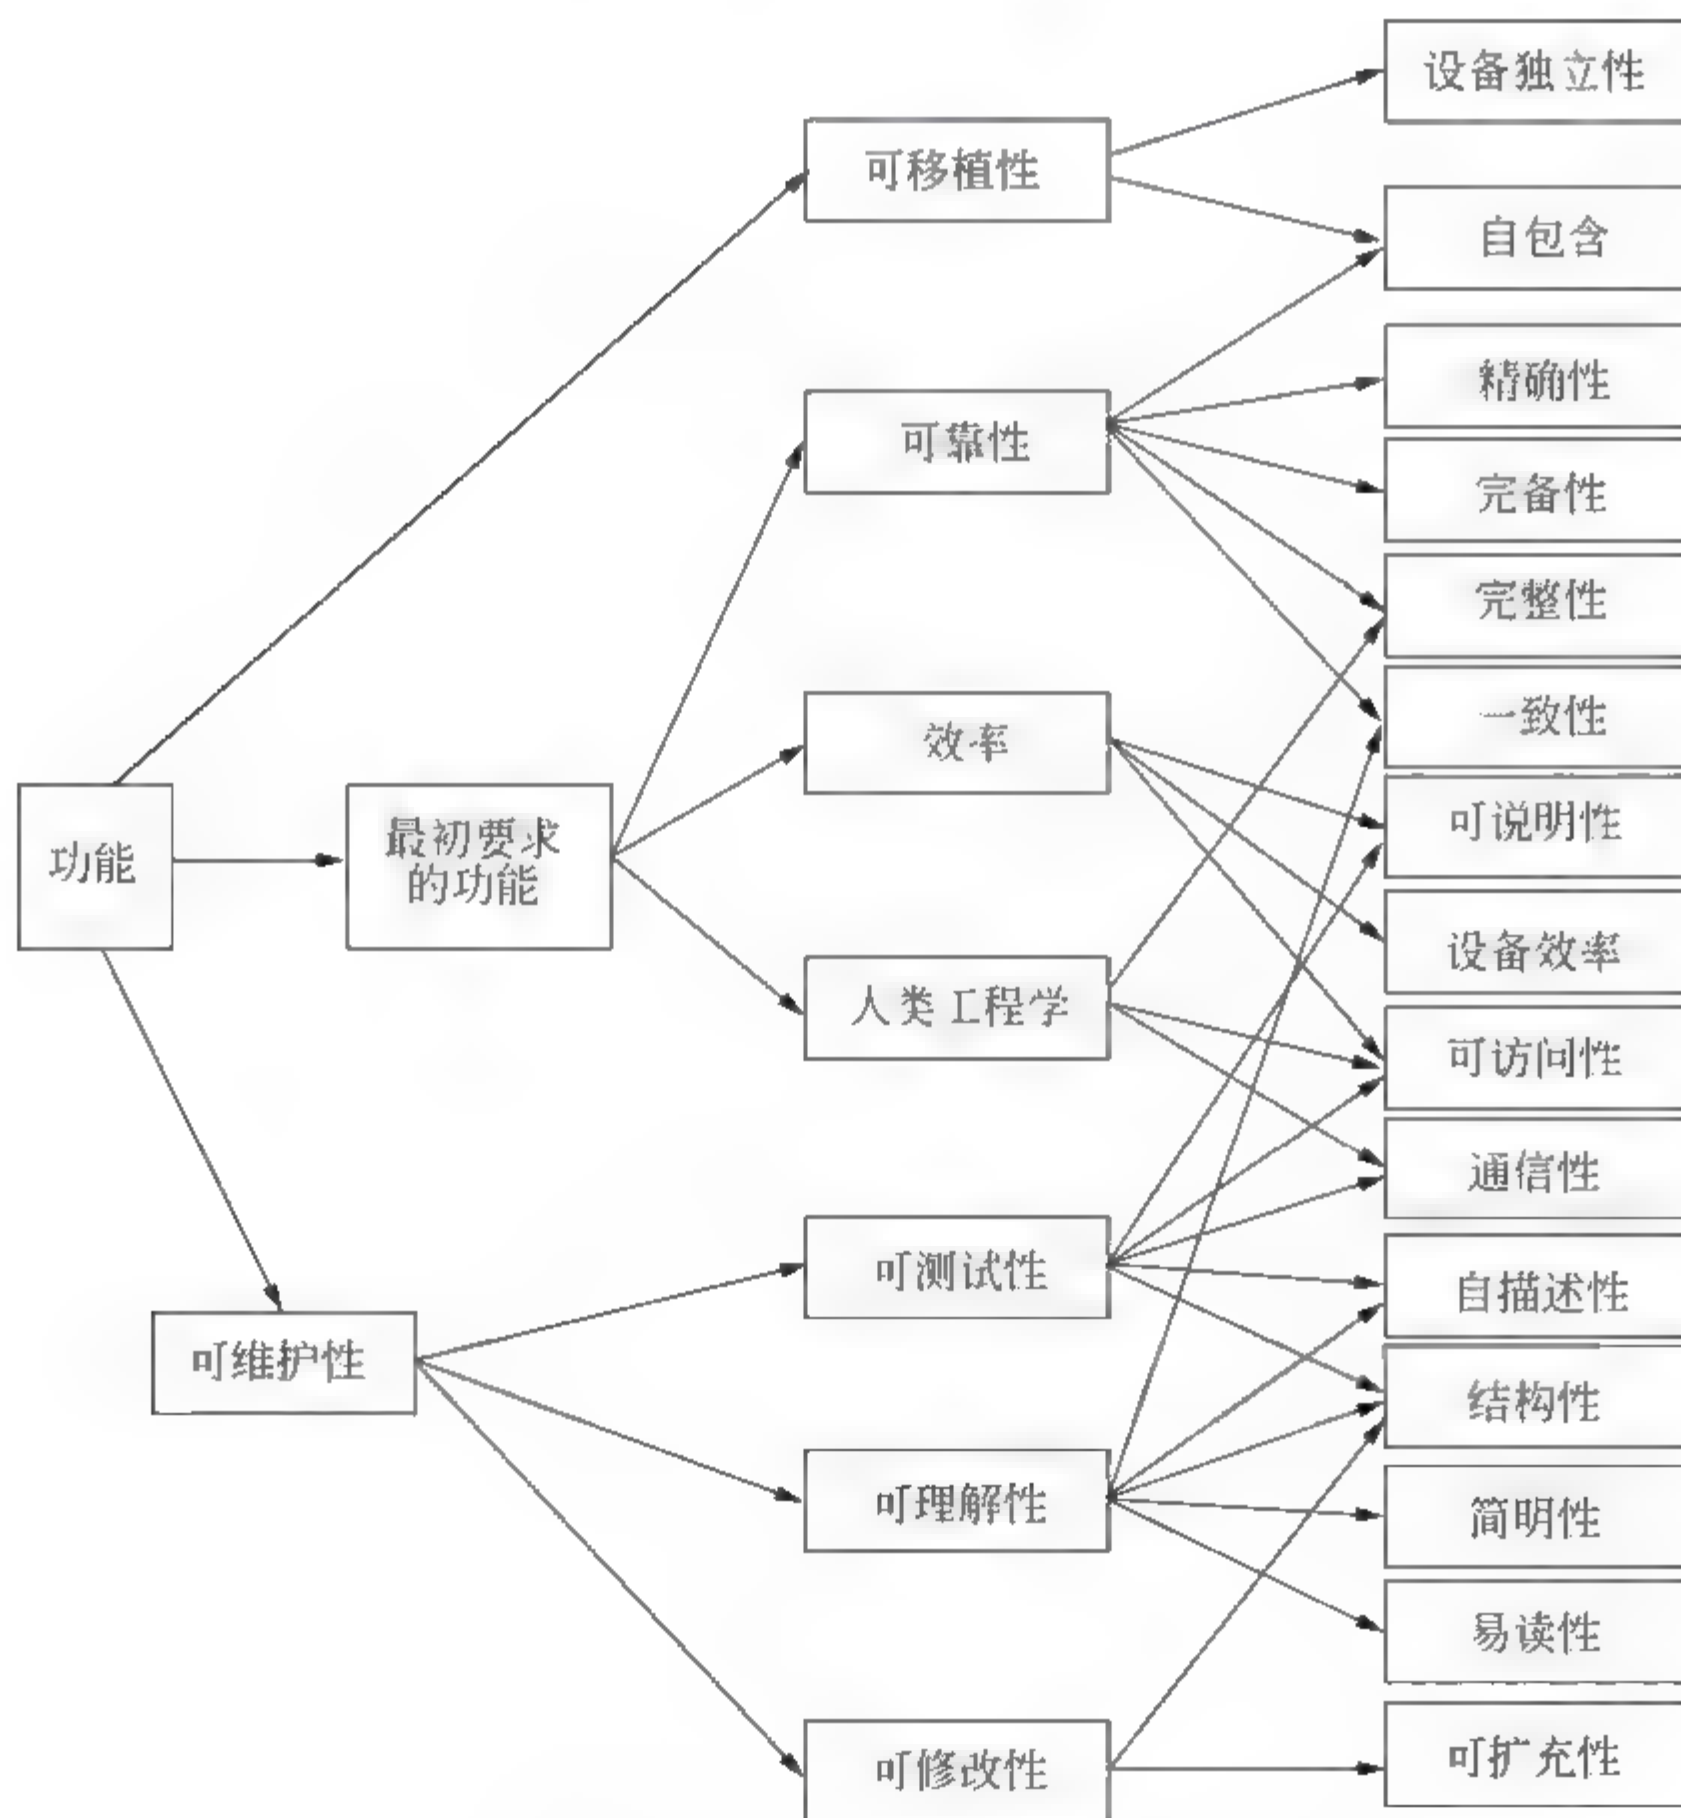 设备独立性
可移植性
自包含
精确性
可靠性
完备性
完整性
一致性
效率
可说明性
最初要求
的功能
功能
设备效率
人类工程学
可访问性
通信性
可测试性
自描述性
可维护性
结构性
可理解性
简明性
易读性
可修改性
可扩充性